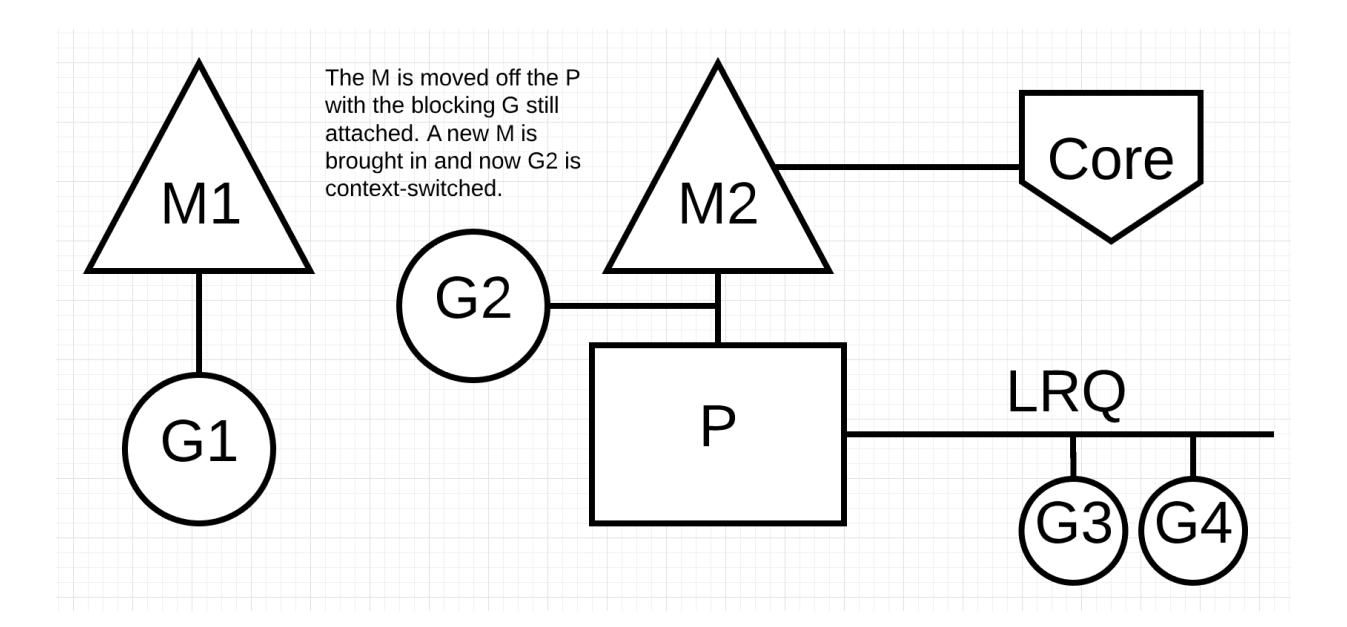 The M is moved off the P
with the blocking G still
attached. A new M is
brought in and now G2 is
context-switched.
M1
M2
Core
G2
G1
P
LRQ
G3
G4